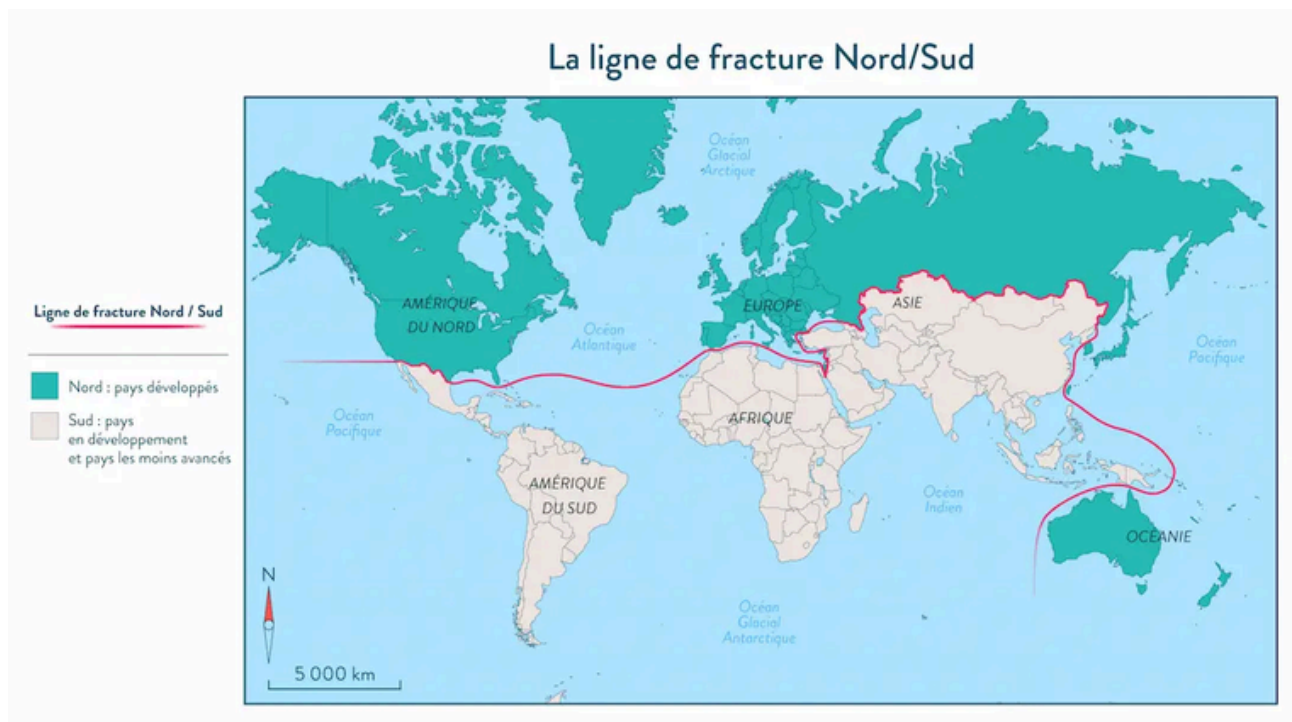 La ligne de fracture Nord/Sud
Ligne de fracture Nord / Sud
Nord : pays développés
Sud : pays
en développement
et pays les moins avancés
Océan
Glacial
Arctique
AMÉRIQUE
DU NORD
EUROPE
ASIE
Océan
Atlantique
Océan
Pacifique
Océan
Pacifique
AFRIQUE
AMÉRIQUE
DU SUD
Océan
Indien
OCÉANIE
Océan
Glacial
Antarctique
N
5 000 km